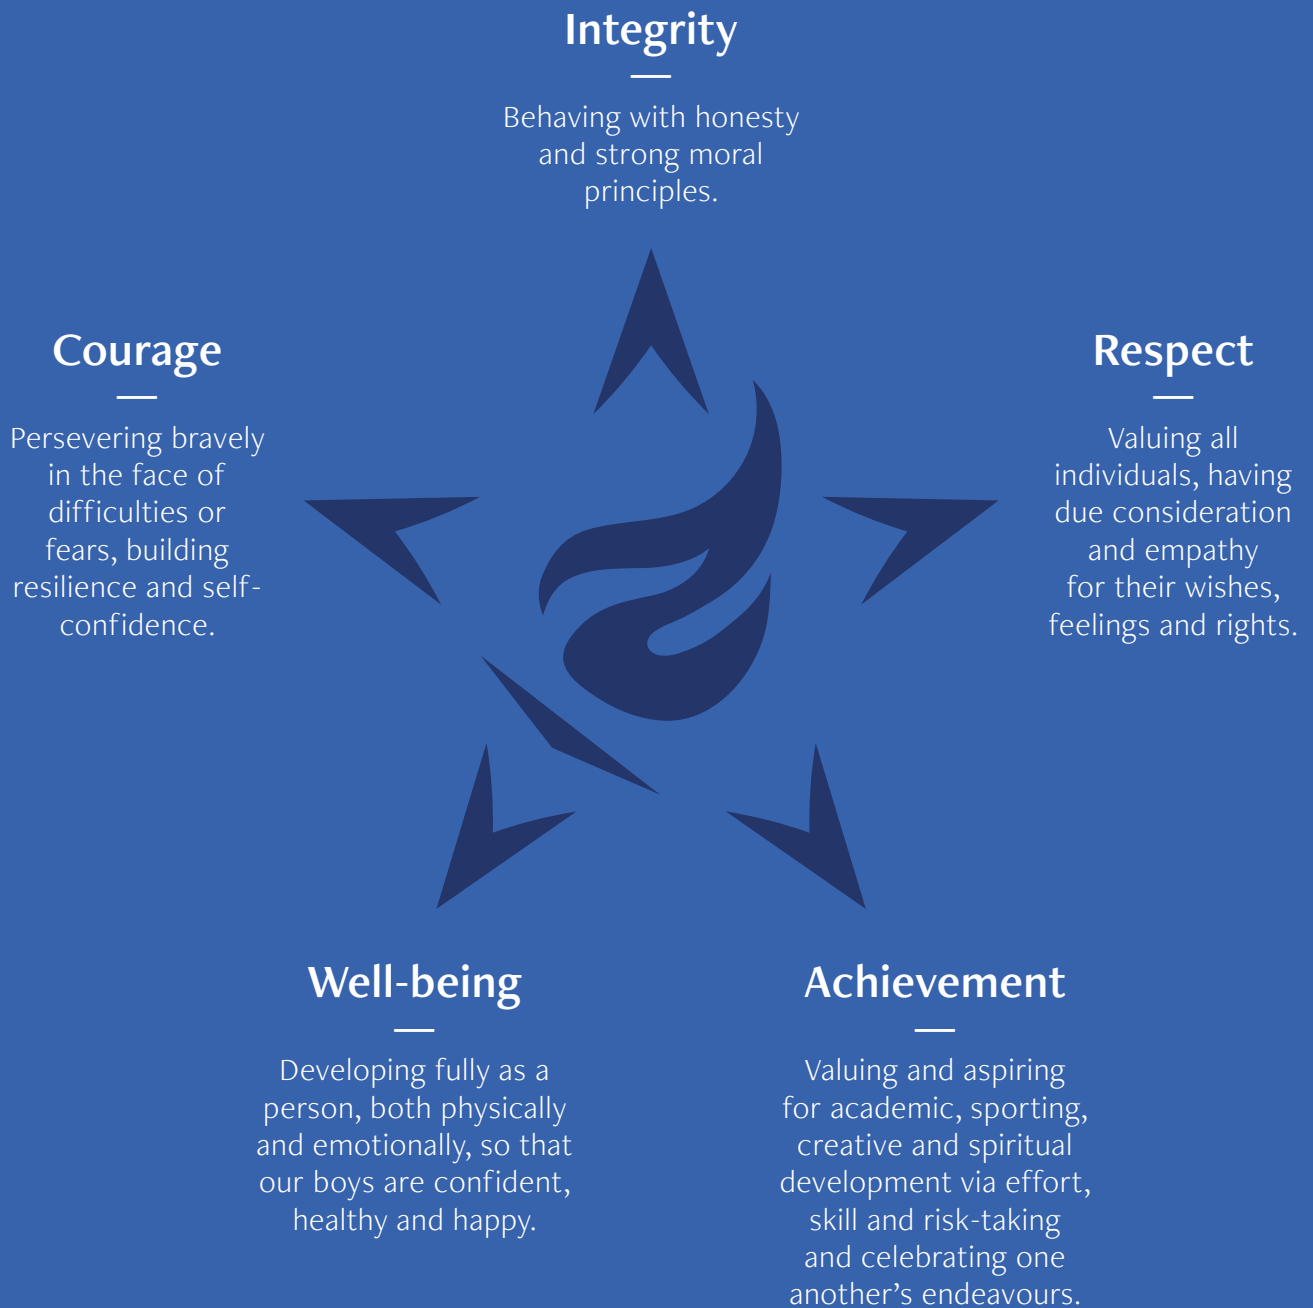 Integrity
Behaving with honesty
and strong moral
principles.
Courage
Persevering bravely
in the face of
difficulties or
fears, building
resilience and self-
confidence.
Respect
Valuing all
individuals, having
due consideration
and empathy
for their wishes,
feelings and rights.
Well-being
Developing fully as a
person, both physically
and emotionally, so that
our boys are confident,
healthy and happy.
Achievement
Valuing and aspiring
for academic, sporting,
creative and spiritual
development via effort,
skill and risk-taking
and celebrating one
another’s endeavours.